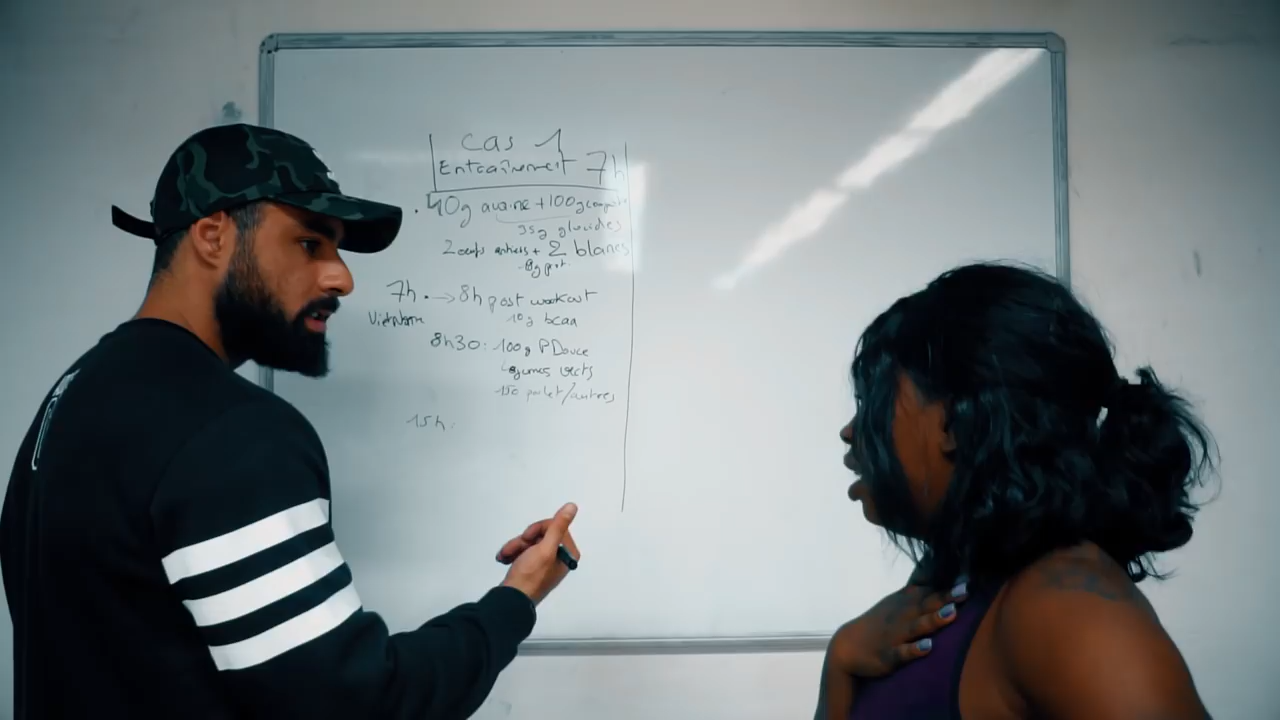 Cas 1
Entraînement 7h
. 40g avoine + 100g compote
35g glucides
2 oeufs entiers + 2 blancs
7h. → 8h post workout
10g bcaa
8h30: 100g PDouce
légumes verts
150 poulet/autres
15h